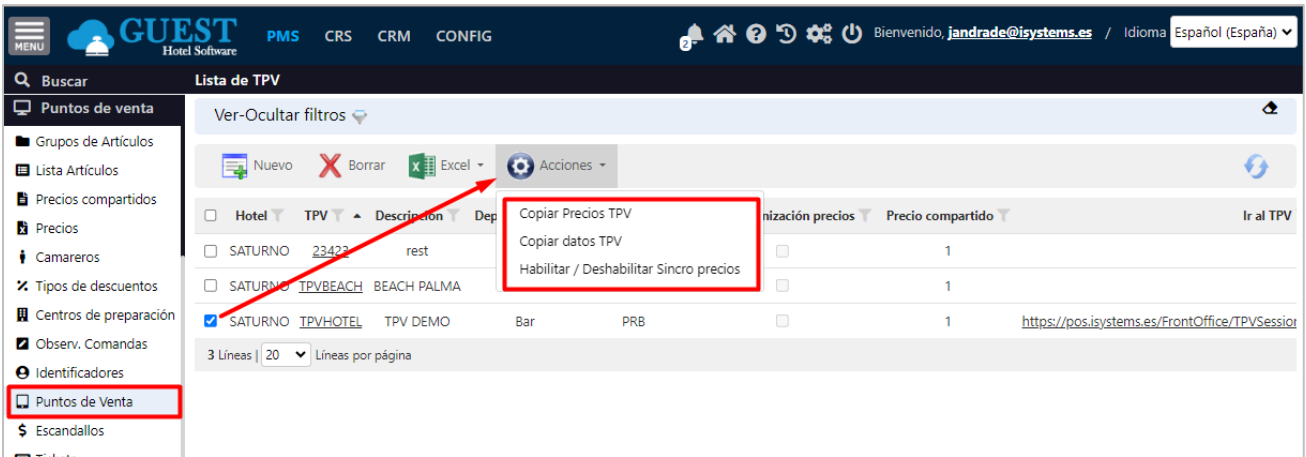 MENU GUEST Hotel Software PMS CRS CRM CONFIG 2 Bienvenido, jandrade@isystems.es / Idioma Español (España)
Buscar Lista de TPV
Puntos de venta Ver-Ocultar filtros
Grupos de Artículos
Lista Artículos Nuevo Borrar Excel Acciones
Precios compartidos
Precios Hotel TPV Descripción Dep Copiar Precios TPV nización precios Precio compartido Ir al TPV
Copiar datos TPV
Camareros SATURNO 23423 rest 1
Habilitar / Deshabilitar Sincro precios
Tipos de descuentos SATURNO TPVBEACH BEACH PALMA 1
Centros de preparación SATURNO TPVHOTEL TPV DEMO Bar PRB 1 https://pos.isystems.es/FrontOffice/TPVSession
Observ. Comandas 3 Líneas | 20 Líneas por página
Identificadores
Puntos de Venta
Escandallos